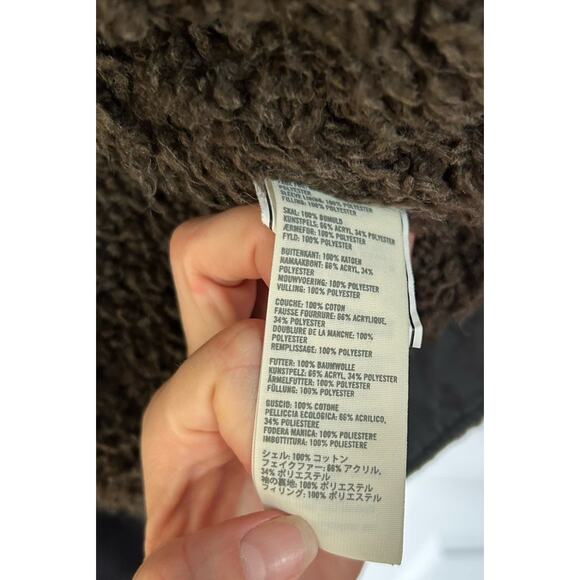 POLYESTER
SLEEVE LINING: 100% POLYESTER
FILLING: 100% POLYESTER
SKAL: 100% BOMULD
KUNSTPELS: 66% ACRYL, 34% POLYESTER
ÆRMEFOR: 100% POLYESTER
FYLD: 100% POLYESTER
BUITENKANT: 100% KATOEN
NAMAAKBONT: 66% ACRYL, 34%
POLYESTER
MOUWVOERING: 100% POLYESTER
VULLING: 100% POLYESTER
COUCHE: 100% COTON
FAUSSE FOURRURE: 66% ACRYLIQUE,
34% POLYESTER
DOUBLURE DE LA MANCHE: 100%
POLYESTER
REMPLISSAGE: 100% POLYESTER
FUTTER: 100% BAUMWOLLE
KUNSTPELZ: 66% ACRYL, 34% POLYESTER
ÄRMELFUTTER: 100% POLYESTER
FÜLLUNG: 100% POLYESTER
GUSCIO: 100% COTONE
PELLICCIA ECOLOGICA: 66% ACRILICO,
34% POLIESTERE
FODERA MANICA: 100% POLIESTERE
IMBOTTITURA: 100% POLIESTERE
シェル: 100% コットン
フェイクファー: 66% アクリル,
34% ポリエステル
袖の裏地: 100% ポリエステル
フィリング: 100% ポリエステル